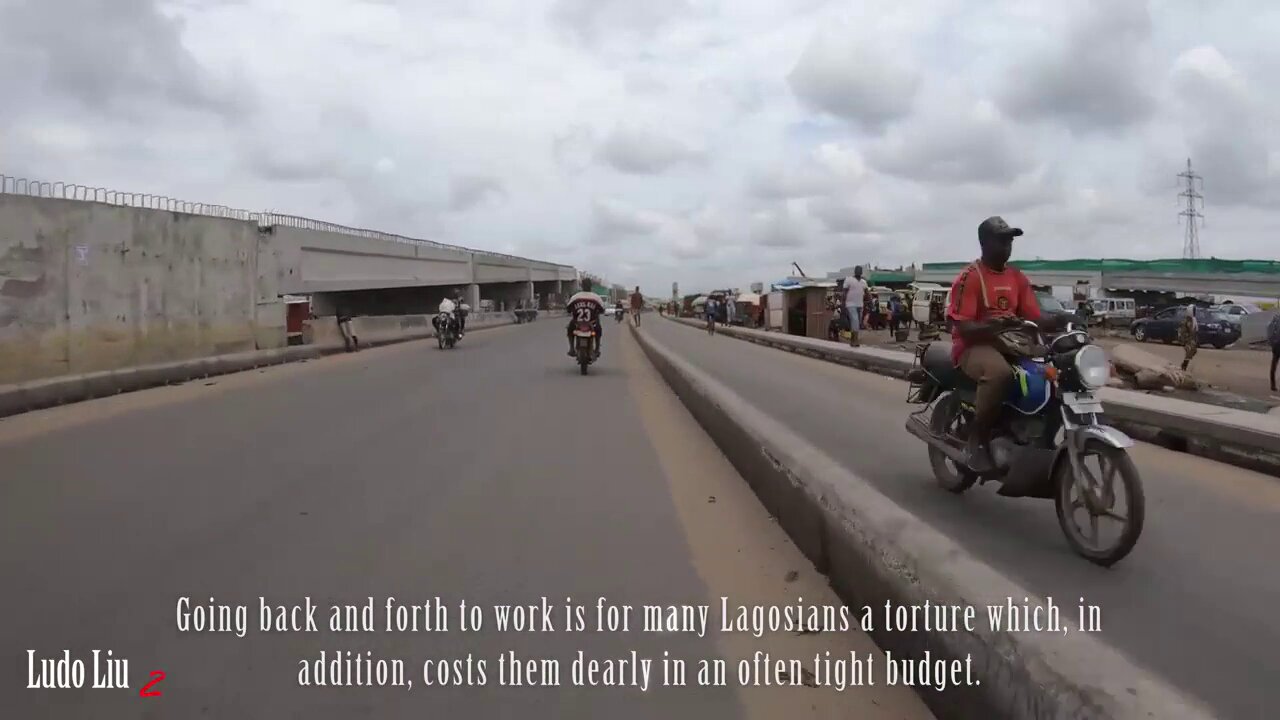 23
Going back and forth to work is for many Lagosians a torture which, in
addition, costs them dearly in an often tight budget.
Ludo Liu 2